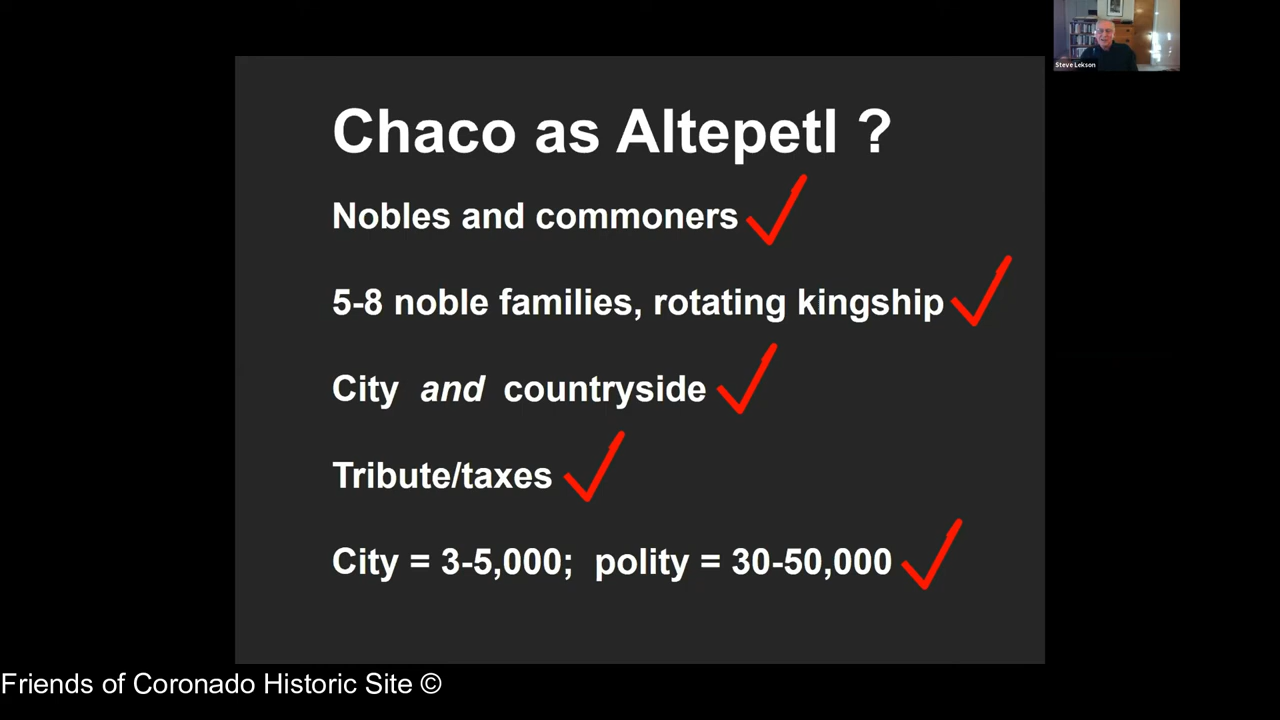 Steve Lekson
Chaco as Altepetl ?
Nobles and commoners
5-8 noble families, rotating kingship
City and countryside
Tribute/taxes
City = 3-5,000; polity = 30-50,000
Friends of Coronado Historic Site ©